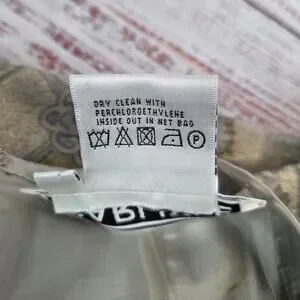 DRY CLEAN WITH
PERCHLOROETHYLENE
INSIDE OUT IN NET BAG
P